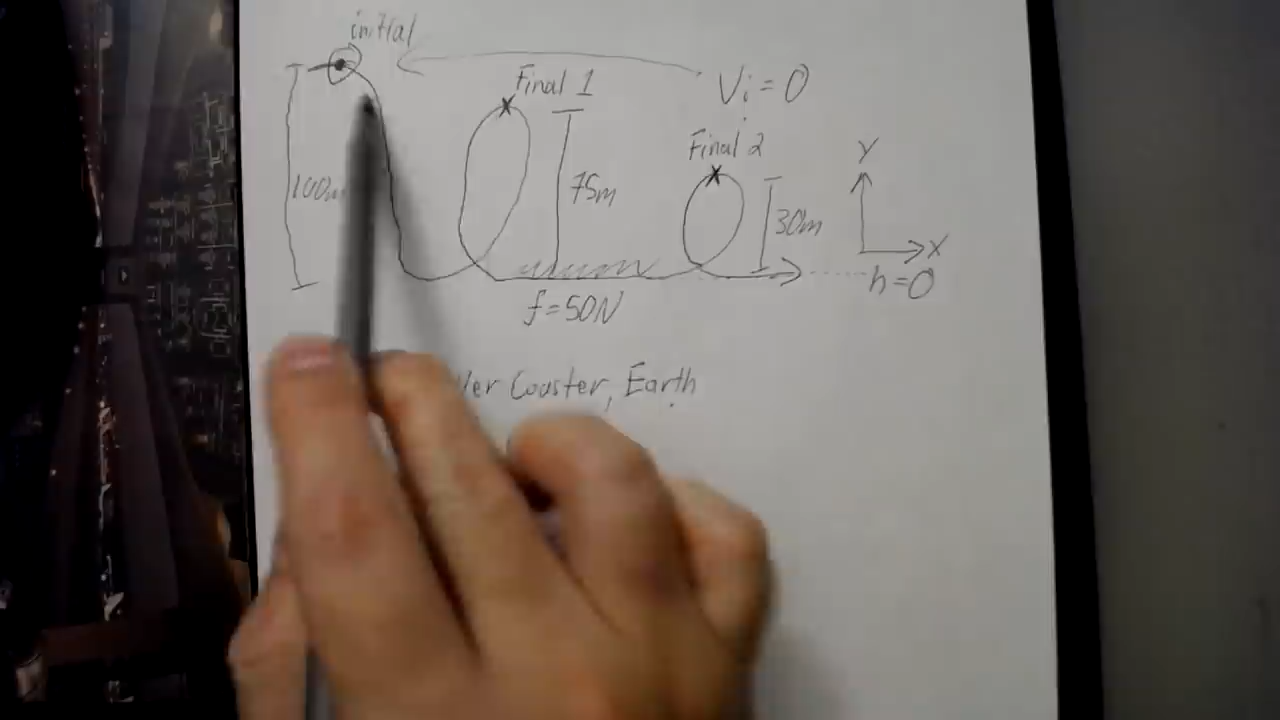 initial
Final 1
Vi = 0
Final 2
Y
100m
75m
30m
X
h=0
f=50N
Coaster, Earth